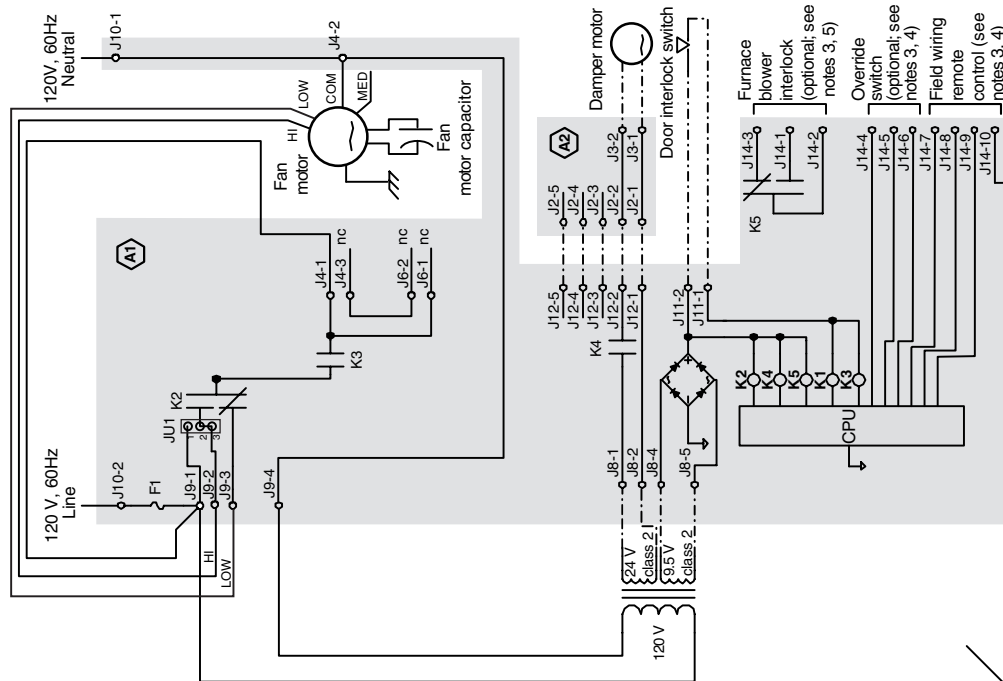 120V, 60Hz
Neutral
J10-1
J4-2
LOW
COM
MED
HI
Fan
motor
Fan
motor capacitor
A1
nc
nc
nc
J4-1
J4-3
J6-2
J6-1
K3
K2
JU1
1
2
3
120 V, 60Hz
Line
J10-2
F1
J9-1
J9-2
J9-3
J9-4
HI
LOW
Damper motor
Door interlock switch
A2
J3-2
J3-1
J2-5
J2-4
J2-3
J2-2
J2-1
J12-5
J12-4
J12-3
J12-2
J12-1
K4
J11-2
J11-1
J8-1
J8-2
J8-4
J8-5
24 V
class 2
9.5 V
class 2
120 V
Furnace
blower
interlock
(optional; see
notes 3, 5)
Override
switch
(optional; see
notes 3, 4)
Field wiring
remote
control (see
notes 3, 4)
J14-3
J14-1
J14-2
J14-4
J14-5
J14-6
J14-7
J14-8
J14-9
J14-10
K5
K2
K4
K5
K1
K3
CPU